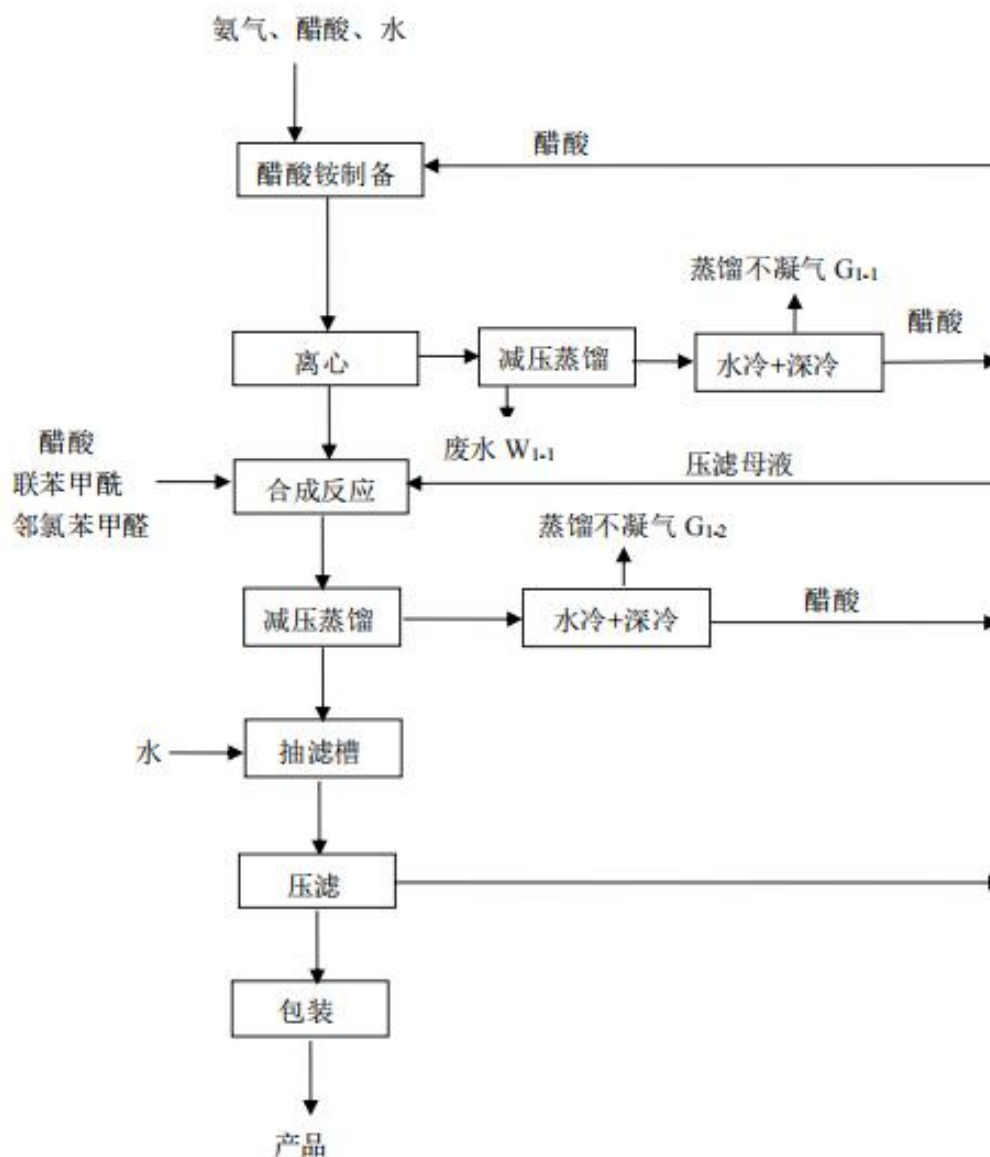 氨气、醋酸、水
醋酸
醋酸铵制备
蒸馏不凝气 G₁₋₁
醋酸
离心
减压蒸馏
水冷+深冷
废水 W₁₋₁
压滤母液
醋酸
联苯甲酰
邻氯苯甲醛
合成反应
蒸馏不凝气 G₁₋₂
醋酸
减压蒸馏
水冷+深冷
水
抽滤槽
压滤
包装
产品